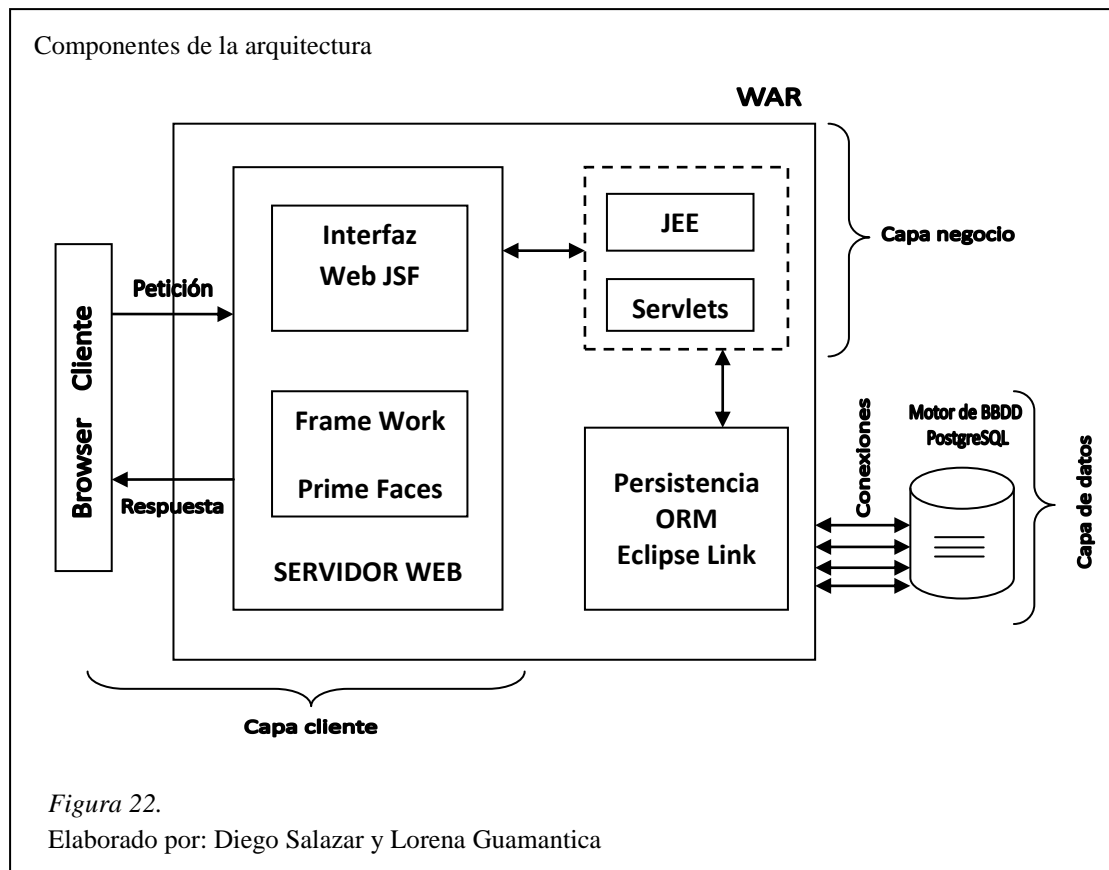 Componentes de la arquitectura
WAR
Interfaz
Web JSF
JEE
Servlets
Capa negocio
Petición
Browser Cliente
Respuesta
Frame Work
Prime Faces
SERVIDOR WEB
Persistencia
ORM
Eclipse Link
Conexiones
Motor de BBDD
PostgreSQL
Capa de datos
Capa cliente
Figura 22.
Elaborado por: Diego Salazar y Lorena Guamantica